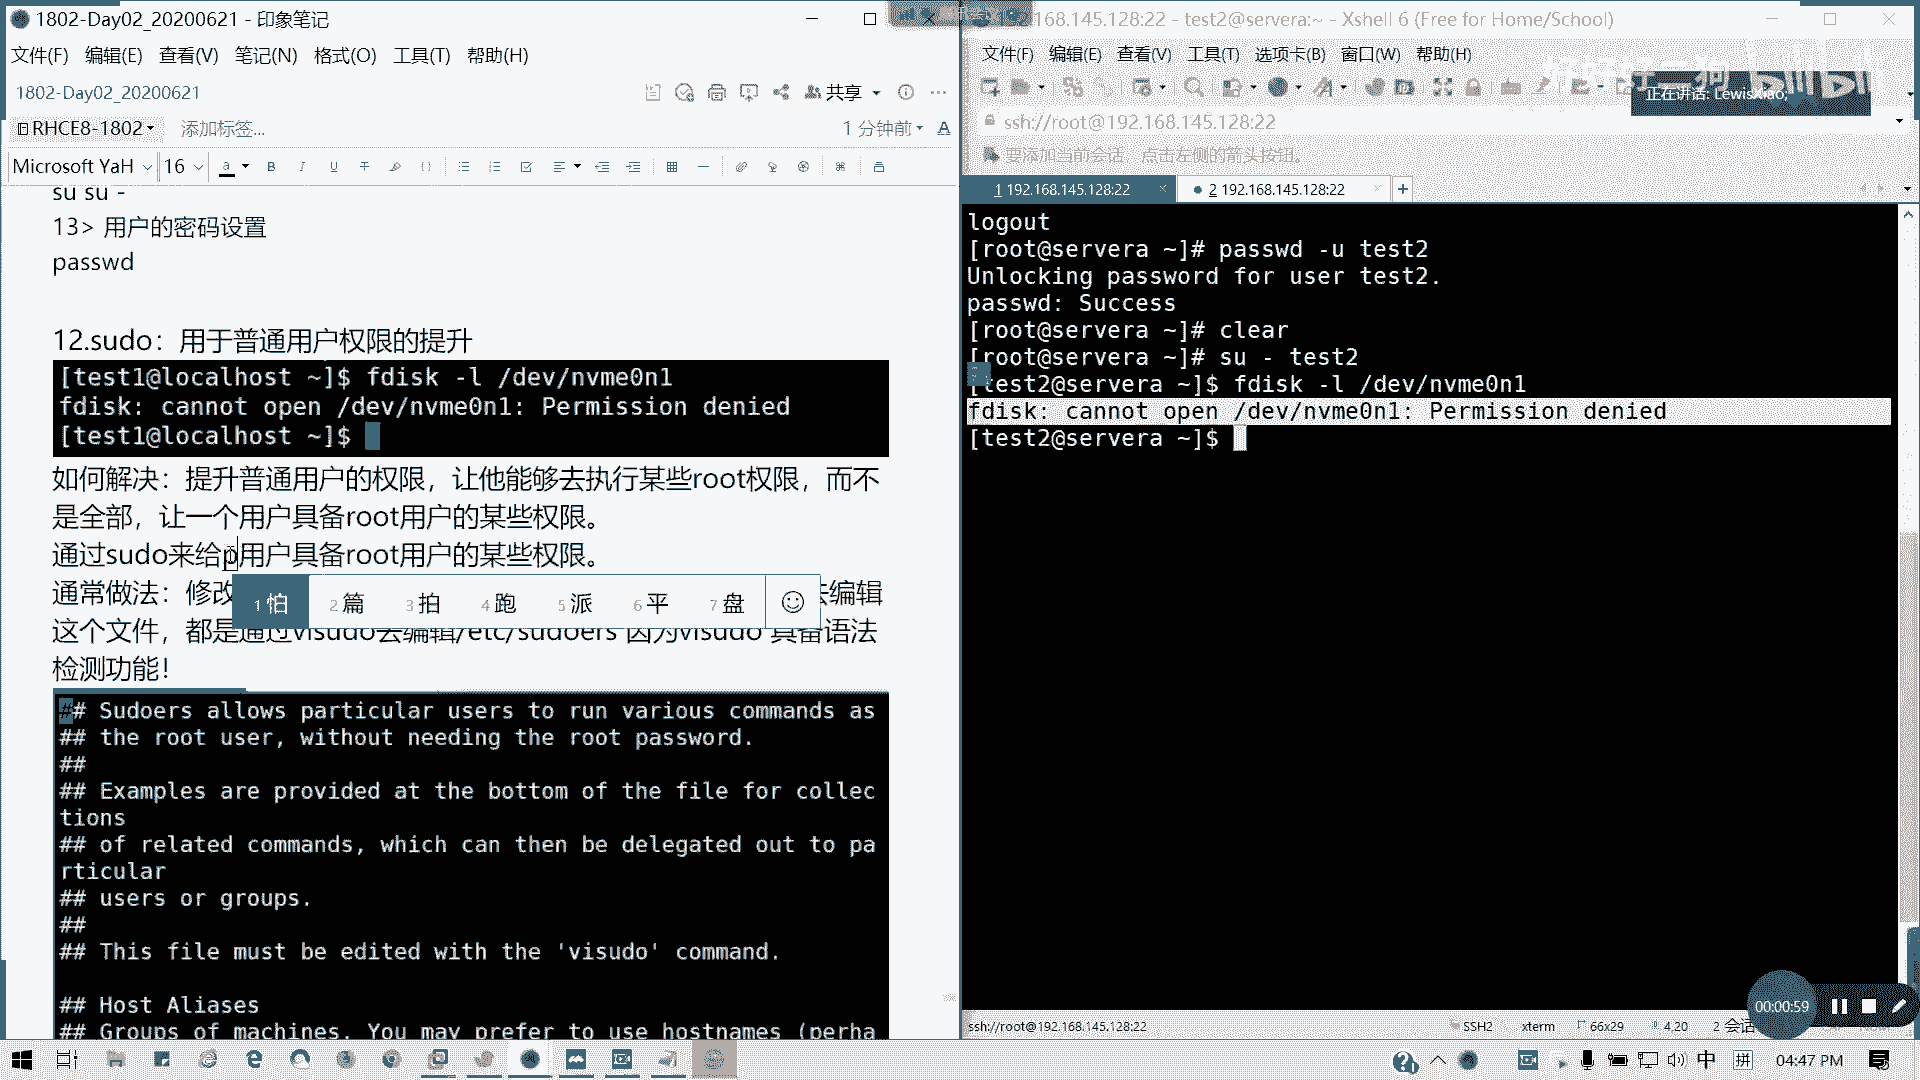 1802-Day02_20200621 - 印象笔记
文件(F) 编辑(E) 查看(V) 笔记(N) 格式(O) 工具(T) 帮助(H)
1802-Day02_20200621
共享
RHCE8-1802 添加标签...
1 分钟前
Microsoft YaH 16
su su -
13> 用户的密码设置
passwd
12.sudo：用于普通用户权限的提升
[test1@localhost ~]$ fdisk -l /dev/nvme0n1
fdisk: cannot open /dev/nvme0n1: Permission denied
[test1@localhost ~]$
如何解决：提升普通用户的权限，让他能够去执行某些root权限，而不
是全部，让一个用户具备root用户的某些权限。
通过sudo来给p用户具备root用户的某些权限。
通常做法：修改
去编辑
1 怕 2 篇 3 拍 4 跑 5 派 6 平 7 盘
这个文件，都是通过visudo去编辑/etc/sudoers 因为visudo 具备语法
检测功能！
## Sudoers allows particular users to run various commands as
## the root user, without needing the root password.
##
## Examples are provided at the bottom of the file for collec
tions
## of related commands, which can then be delegated out to pa
rticular
## users or groups.
##
## This file must be edited with the 'visudo' command.
## Host Aliases
## Groups of machines. You may prefer to use hostnames (perha
192.168.145.128:22 - test2@servera:~ - Xshell 6 (Free for Home/School)
文件(F) 编辑(E) 查看(V) 工具(T) 选项卡(B) 窗口(W) 帮助(H)
正在讲话: LewisXiao;
ssh://root@192.168.145.128:22
要添加当前会话，点击左侧的箭头按钮。
1 192.168.145.128:22
2 192.168.145.128:22
logout
[root@servera ~]# passwd -u test2
Unlocking password for user test2.
passwd: Success
[root@servera ~]# clear
[root@servera ~]# su - test2
[test2@servera ~]$ fdisk -l /dev/nvme0n1
fdisk: cannot open /dev/nvme0n1: Permission denied
[test2@servera ~]$
00:00:59
ssh://root@192.168.145.128:22 SSH2 xterm 66x29 4,20 2 会话
中 拼 04:47 PM